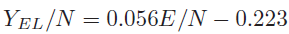 Y_{EL}/N = 0.056E/N − 0.223